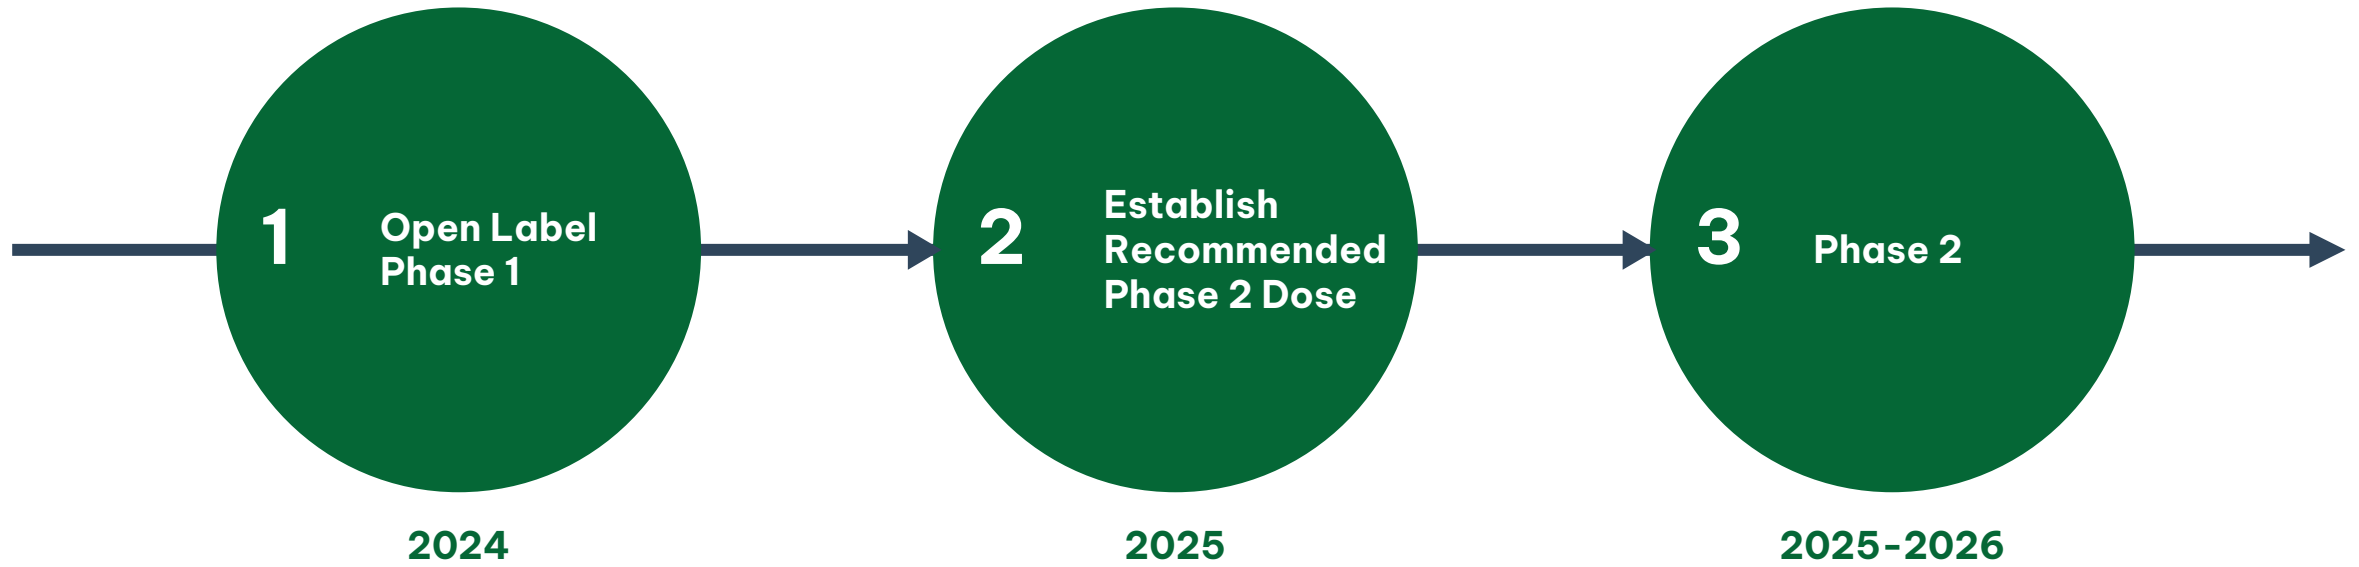 1
Open Label
Phase 1
2024
2
Establish
Recommended
Phase 2 Dose
2025
3
Phase 2
2025-2026